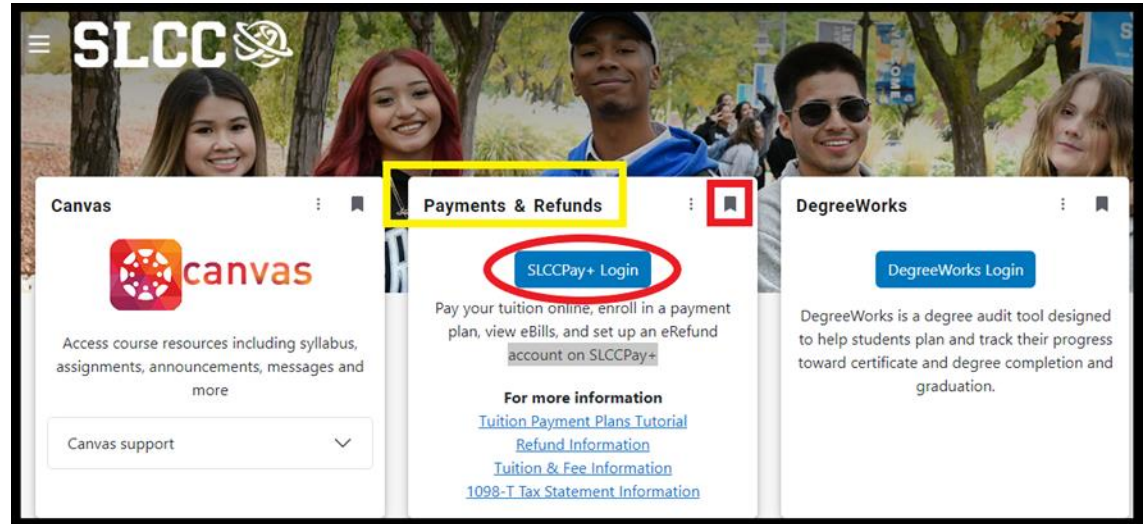 SLCC
Canvas
canvas
Access course resources including syllabus,
assignments, announcements, messages and
more
Canvas support
Payments & Refunds
SLCCPay+ Login
Pay your tuition online, enroll in a payment
plan, view eBills, and set up an eRefund
account on SLCCPay+
For more information
Tuition Payment Plans Tutorial
Refund Information
Tuition & Fee Information
1098-T Tax Statement Information
DegreeWorks
DegreeWorks Login
DegreeWorks is a degree audit tool designed
to help students plan and track their progress
toward certificate and degree completion and
graduation.